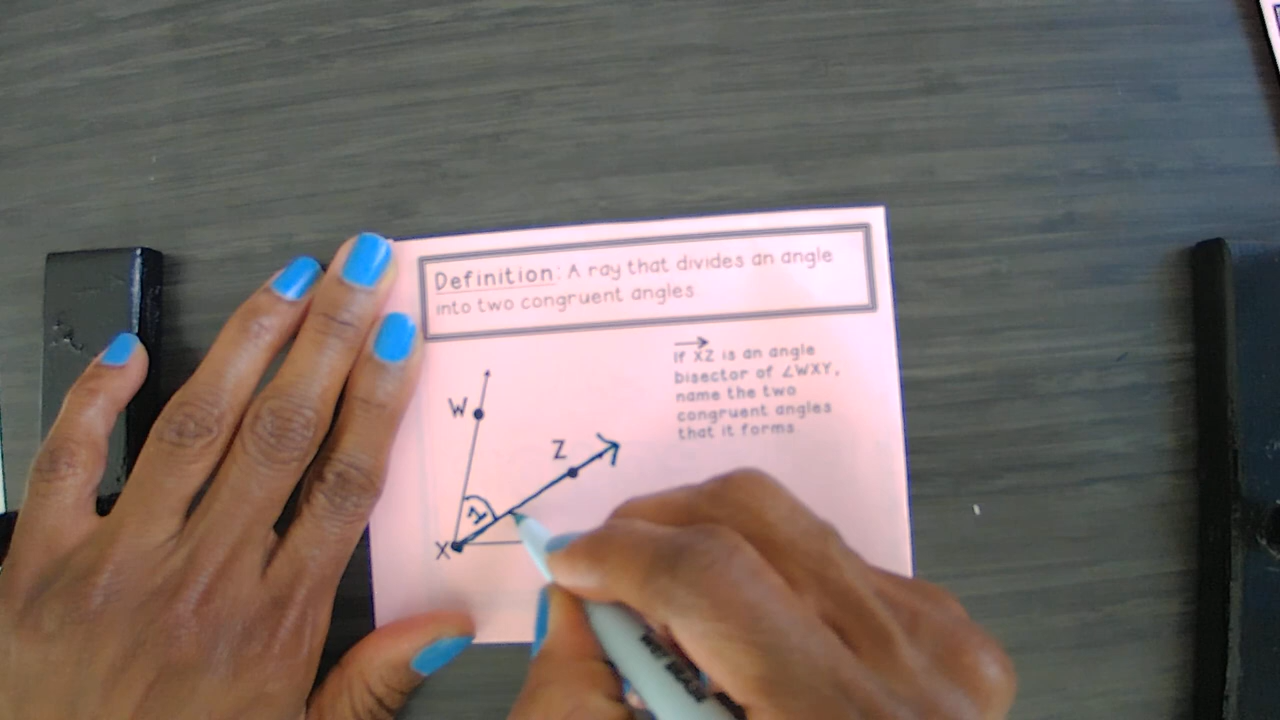 Definition: A ray that divides an angle
into two congruent angles
If XZ is an angle
bisector of ∠WXY,
name the two
congruent angles
that it forms
W
Z
1
X